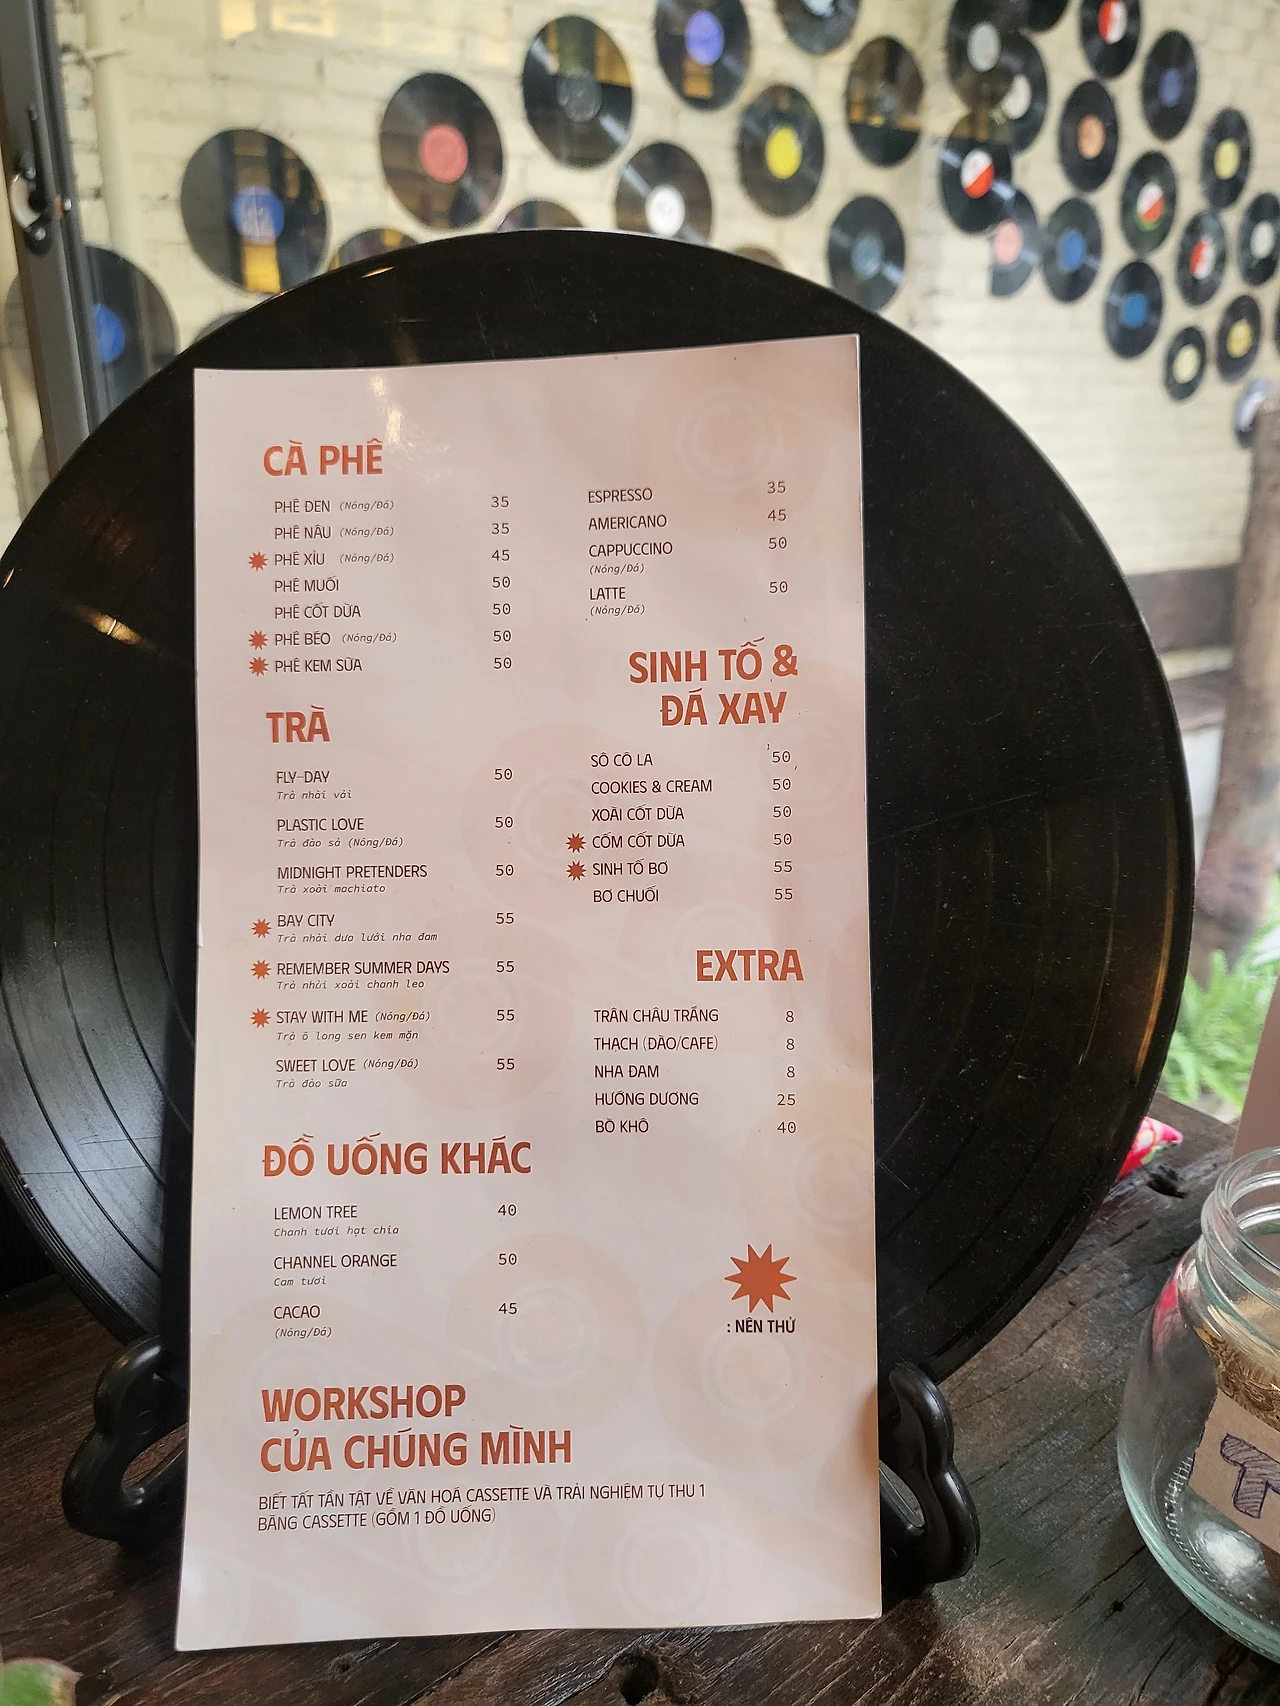 CÀ PHÊ
PHÊ ĐEN (Nóng/Đá) 35
PHÊ NÂU (Nóng/Đá) 35
PHÊ XỈU (Nóng/Đá) 45
PHÊ MUỐI 50
PHÊ CỐT DỪA 50
PHÊ BÉO (Nóng/Đá) 50
PHÊ KEM SỮA 50
TRÀ
FLY-DAY 50
Trà nhài vải
PLASTIC LOVE 50
Trà đào sả (Nóng/Đá)
MIDNIGHT PRETENDERS 50
Trà xoài machiato
BAY CITY 55
Trà nhài dưa lưới nha đam
REMEMBER SUMMER DAYS 55
Trà nhài xoài chanh leo
STAY WITH ME (Nóng/Đá) 55
Trà ô long sen kem mặn
SWEET LOVE (Nóng/Đá) 55
Trà đào sữa
ĐỒ UỐNG KHÁC
LEMON TREE 40
Chanh tươi hạt chia
CHANNEL ORANGE 50
Cam tươi
CACAO 45
(Nóng/Đá)
WORKSHOP
CỦA CHÚNG MÌNH
BIẾT TẤT TẦN TẬT VỀ VĂN HOÁ CASSETTE VÀ TRẢI NGHIỆM TỰ THU 1
BĂNG CASSETTE (GỒM 1 ĐỒ UỐNG)
ESPRESSO 35
AMERICANO 45
CAPPUCCINO 50
(Nóng/Đá)
LATTE 50
(Nóng/Đá)
SINH TỐ &
ĐÁ XAY
SÔ CÔ LA 50
COOKIES & CREAM 50
XOÀI CỐT DỪA 50
CỐM CỐT DỪA 50
SINH TỐ BƠ 55
BƠ CHUỐI 55
EXTRA
TRÂN CHÂU TRẮNG 8
THẠCH (ĐÀO/CAFE) 8
NHA ĐAM 8
HƯỚNG DƯƠNG 25
BÒ KHÔ 40
: NÊN THỬ